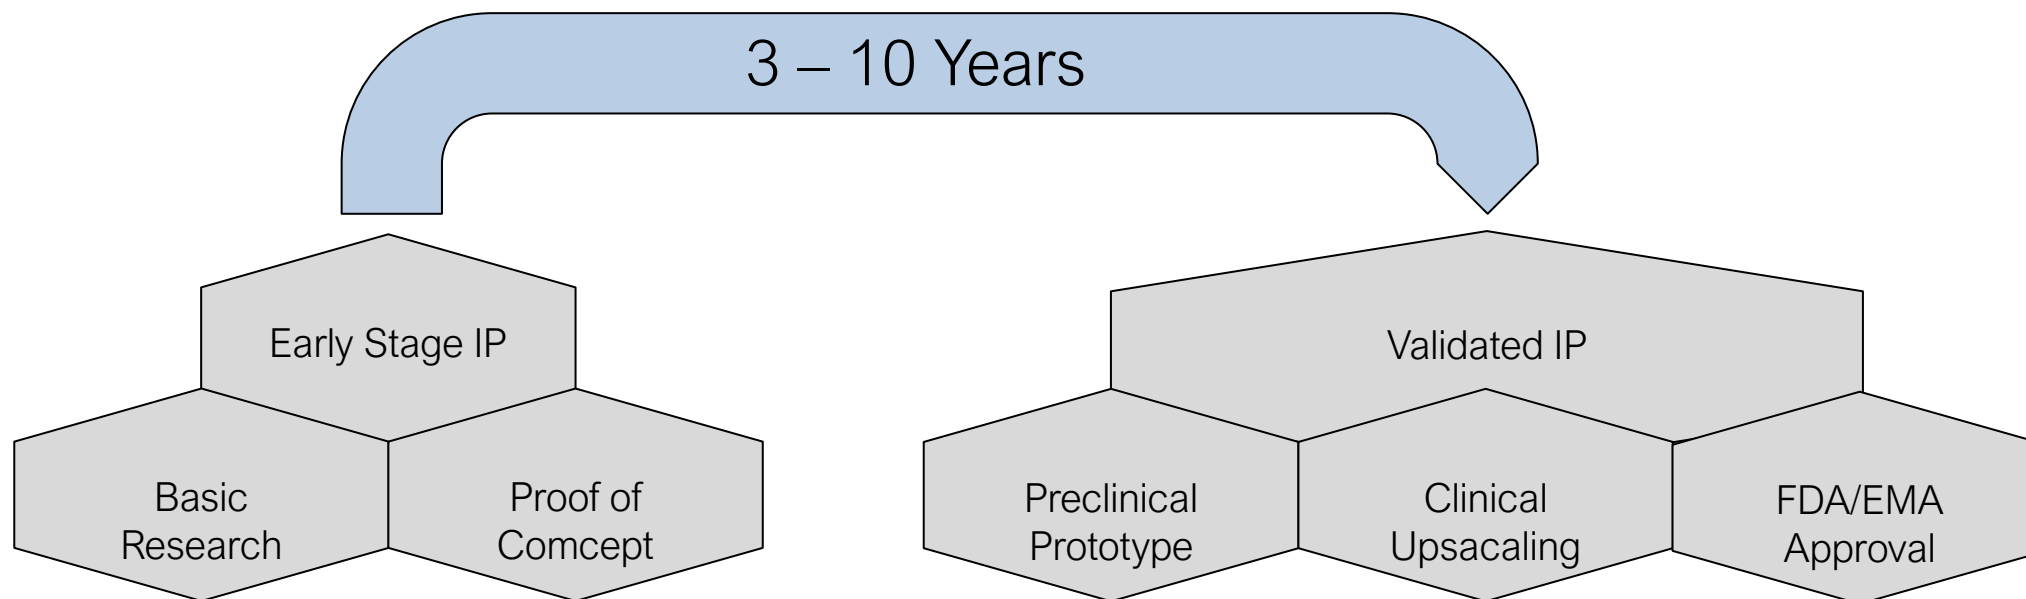 3 – 10 Years
Early Stage IP
Validated IP
Basic
Research
Proof of
Comcept
Preclinical
Prototype
Clinical
Upsacaling
FDA/EMA
Approval